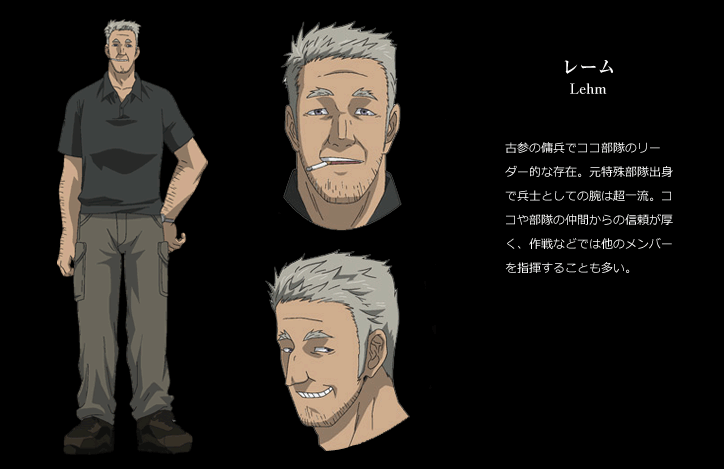 レーム
Lehm
古参の傭兵でココ部隊のリー
ダー的な存在。元特殊部隊出身
で兵士としての腕は超一流。コ
コや部隊の仲間からの信頼が厚
く、作戦などでは他のメンバー
を指揮することも多い。